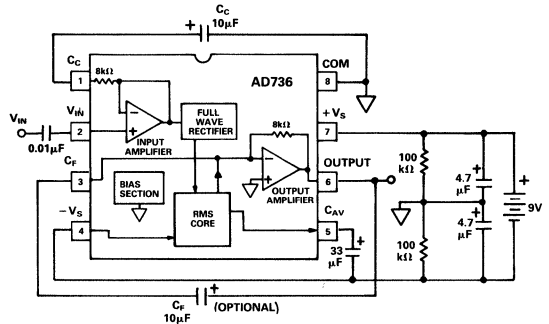 C_C
10µF
+
C_C
1
8kΩ
AD736
COM
8
V_IN
V_IN
2
0.01µF
−
+
INPUT
AMPLIFIER
FULL
WAVE
RECTIFIER
8kΩ
+V_S
7
C_F
3
BIAS
SECTION
RMS
CORE
−
+
OUTPUT
AMPLIFIER
OUTPUT
6
−V_S
4
C_AV
5
+
33
µF
100
kΩ
100
kΩ
+
4.7
µF
+
4.7
µF
+
9V
C_F
10µF
+
(OPTIONAL)